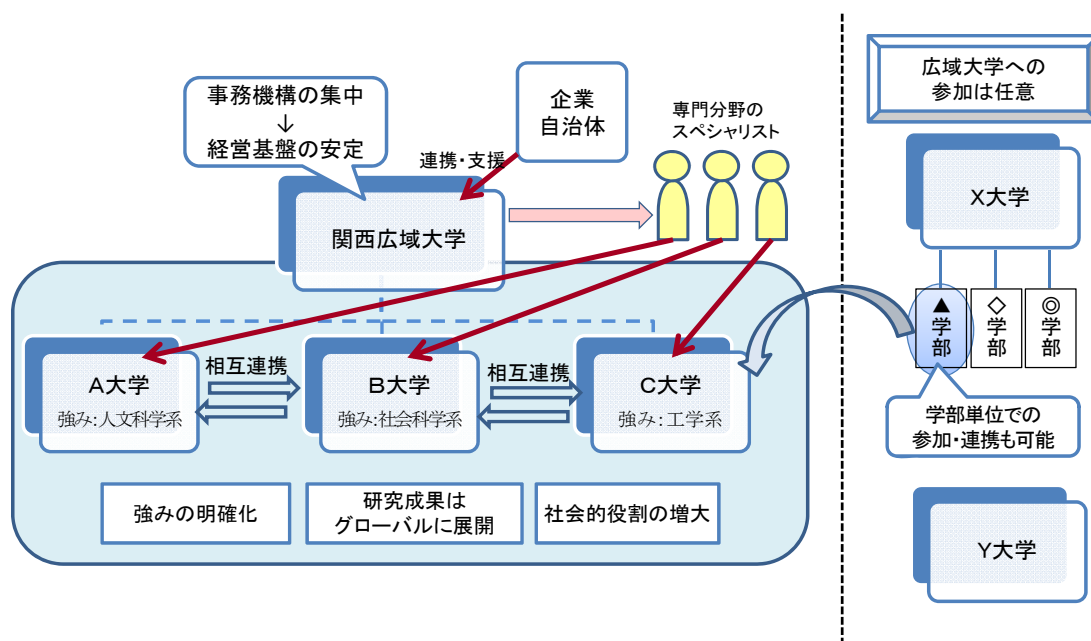 事務機構の集中
↓
経営基盤の安定
企業
自治体
専門分野の
スペシャリスト
連携・支援
関西広域大学
A大学
強み:人文科学系
相互連携
B大学
強み:社会科学系
相互連携
C大学
強み:工学系
強みの明確化
研究成果は
グローバルに展開
社会的役割の増大
広域大学への
参加は任意
X大学
▲学部
◇学部
◎学部
学部単位での
参加・連携も可能
Y大学